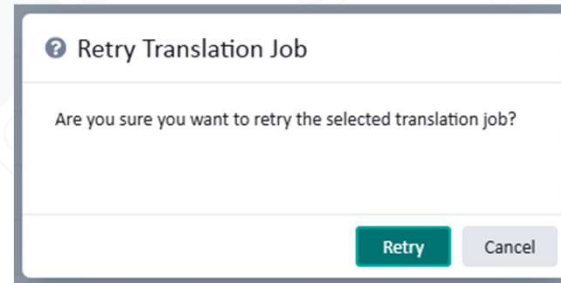 Retry Translation Job
Are you sure you want to retry the selected translation job?
Retry
Cancel